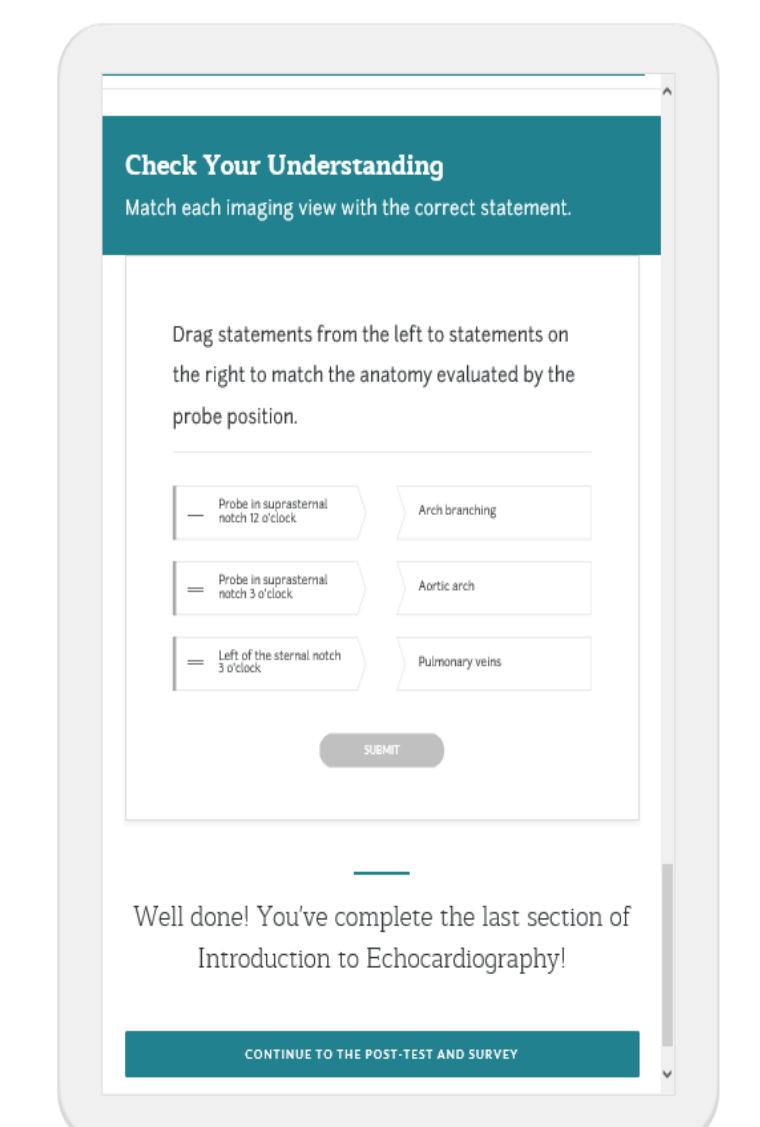 Check Your Understanding
Match each imaging view with the correct statement.
Drag statements from the left to statements on
the right to match the anatomy evaluated by the
probe position.
Probe in suprasternal
notch 12 o'clock
Arch branching
Probe in suprasternal
notch 3 o'clock
Aortic arch
Left of the sternal notch
3 o'clock
Pulmonary veins
SUBMIT
Well done! You've complete the last section of
Introduction to Echocardiography!
CONTINUE TO THE POST-TEST AND SURVEY